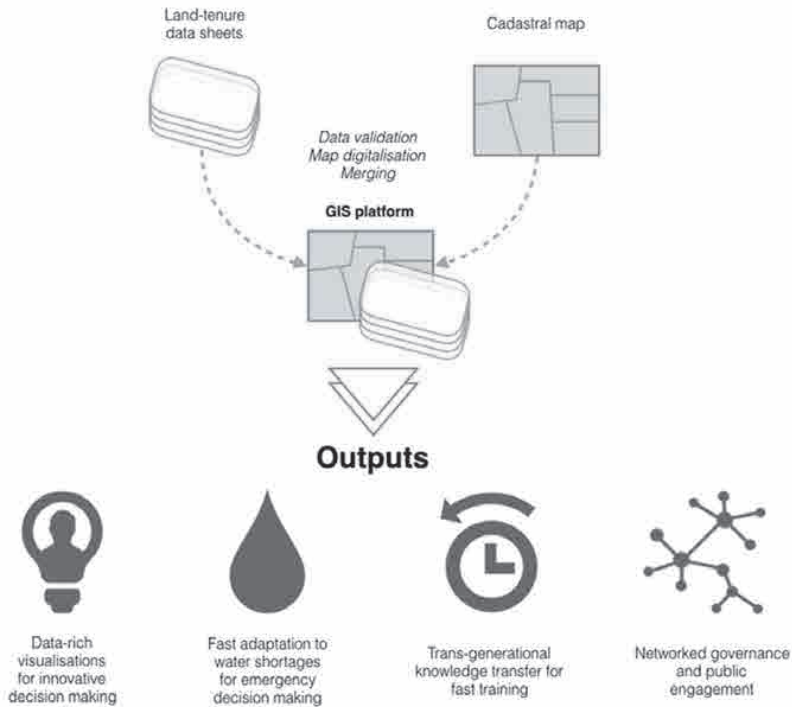 Land-tenure
data sheets
Cadastral map
Data validation
Map digitalisation
Merging
GIS platform
Outputs
Data-rich
visualisations
for innovative
decision making
Fast adaptation to
water shortages
for emergency
decision making
Trans-generational
knowledge transfer for
fast training
Networked governance
and public
engagement